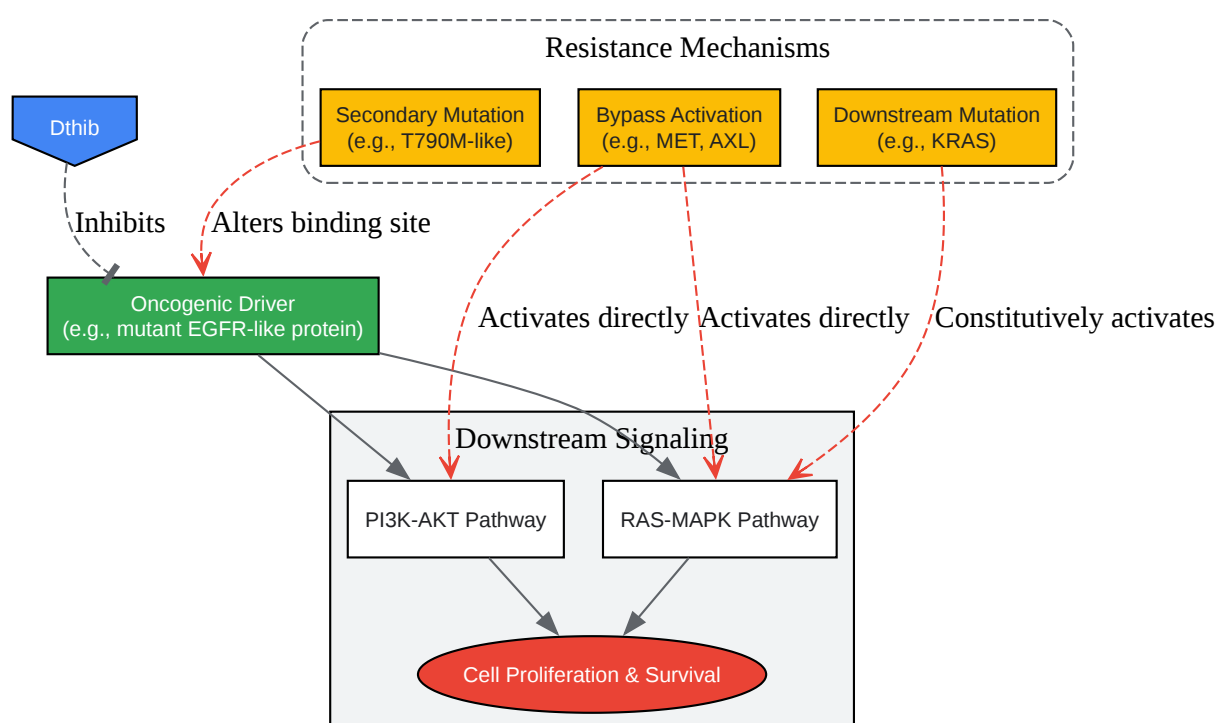 Resistance Mechanisms
Dthib
Secondary Mutation
(e.g., T790M-like)
Bypass Activation
(e.g., MET, AXL)
Downstream Mutation
(e.g., KRAS)
Inhibits
Alters binding site
Oncogenic Driver
(e.g., mutant EGFR-like protein)
Activates directly
Activates directly
Constitutively activates
Downstream Signaling
PI3K-AKT Pathway
RAS-MAPK Pathway
Cell Proliferation & Survival